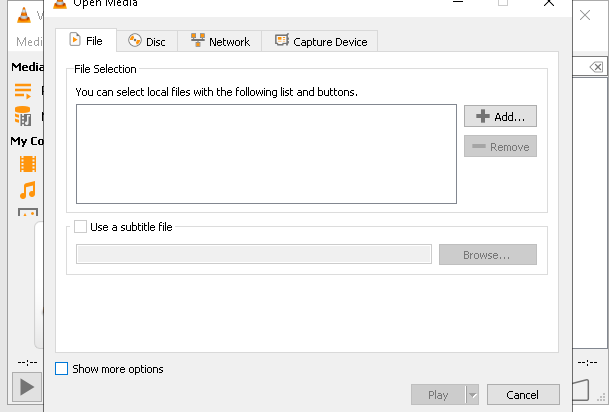 Open Media
Medi
File
Disc
Network
Capture Device
Media
File Selection
You can select local files with the following list and buttons.
Add...
Remove
My Co
Use a subtitle file
Browse...
--:--
--:--
Show more options
Play
Cancel